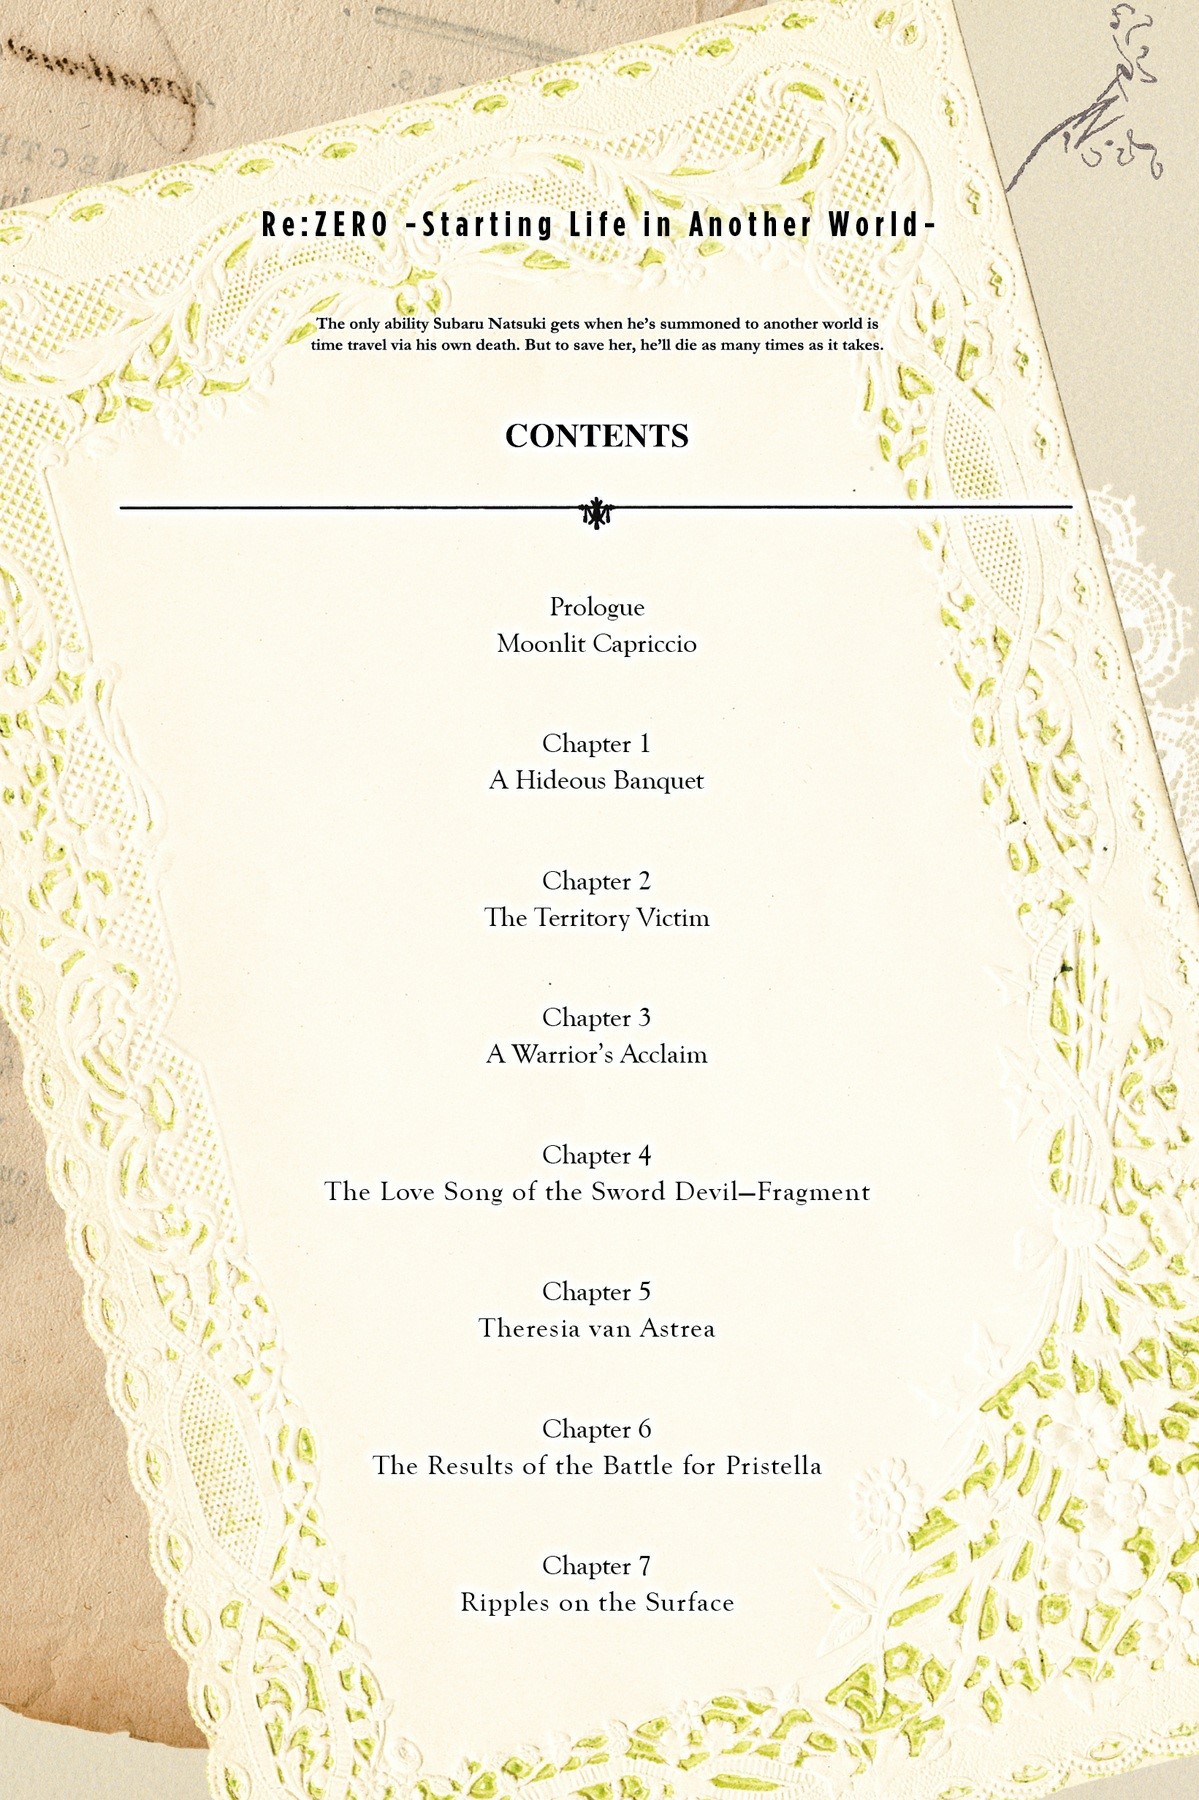 Re:ZERO -Starting Life in Another World-
The only ability Subaru Natsuki gets when he's summoned to another world is
time travel via his own death. But to save her, he'll die as many times as it takes.
CONTENTS
Prologue
Moonlit Capriccio
Chapter 1
A Hideous Banquet
Chapter 2
The Territory Victim
Chapter 3
A Warrior's Acclaim
Chapter 4
The Love Song of the Sword Devil—Fragment
Chapter 5
Theresia van Astrea
Chapter 6
The Results of the Battle for Pristella
Chapter 7
Ripples on the Surface